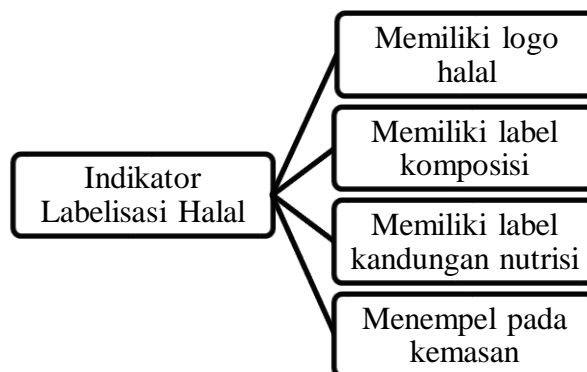 Indikator
Labelisasi Halal
Memiliki logo
halal
Memiliki label
komposisi
Memiliki label
kandungan nutrisi
Menempel pada
kemasan